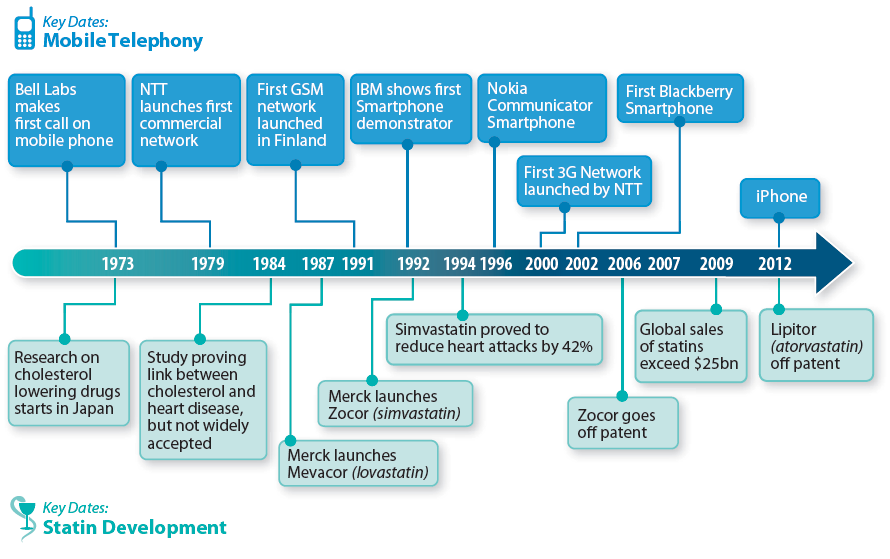 Key Dates:
Mobile Telephony
Bell Labs
makes
first call on
mobile phone
NTT
launches first
commercial
network
First GSM
network
launched
in Finland
IBM shows first
Smartphone
demonstrator
Nokia
Communicator
Smartphone
First 3G Network
launched by NTT
First Blackberry
Smartphone
iPhone
1973 1979 1984 1987 1991 1992 1994 1996 2000 2002 2006 2007 2009 2012
Research on
cholesterol
lowering drugs
starts in Japan
Study proving
link between
cholesterol and
heart disease,
but not widely
accepted
Merck launches
Mevacor (lovastatin)
Merck launches
Zocor (simvastatin)
Simvastatin proved to
reduce heart attacks by 42%
Zocor goes
off patent
Global sales
of statins
exceed $25bn
Lipitor
(atorvastatin)
off patent
Key Dates:
Statin Development